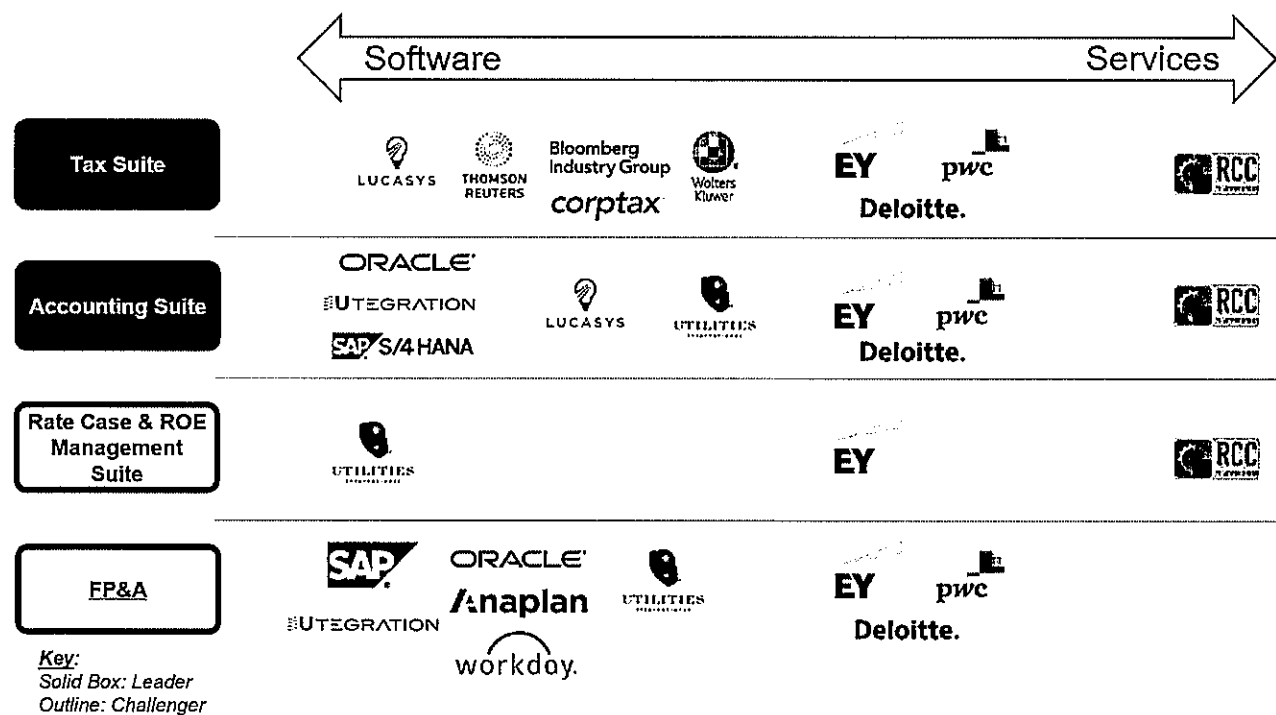 Software
Services
Tax Suite
LUCASYS
THOMSON
REUTERS
Bloomberg
Industry Group
corptax
Wolters
Kluwer
EY
pwc
Deloitte.
RCC
Accounting Suite
ORACLE
UTEGRATION
SAP S/4HANA
LUCASYS
UTILITIES
EY
pwc
Deloitte.
RCC
Rate Case & ROE
Management
Suite
UTILITIES
EY
RCC
FP&A
SAP
UTEGRATION
ORACLE
Anaplan
workday.
UTILITIES
EY
pwc
Deloitte.
Key:
Solid Box: Leader
Outline: Challenger